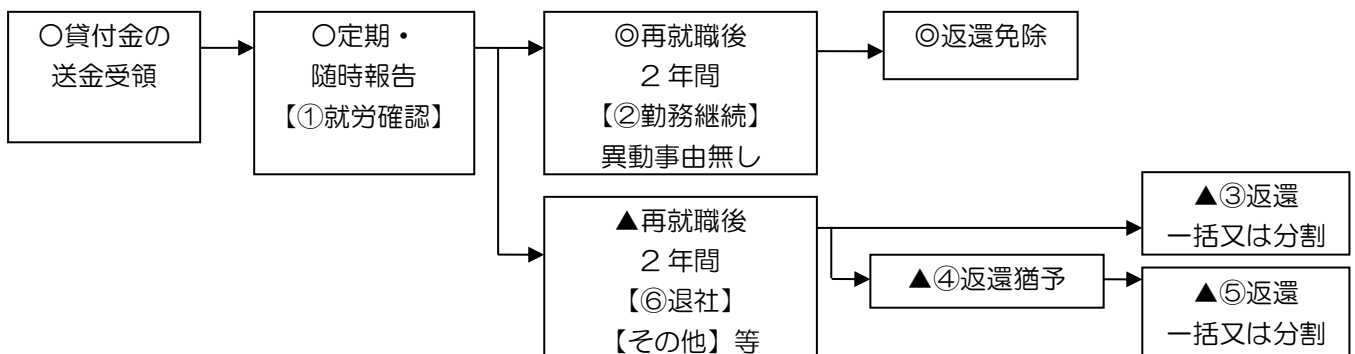 〇貸付金の
送金受領
〇定期・
随時報告
【①就労確認】
◎再就職後
２年間
【②勤務継続】
異動事由無し
◎返還免除
▲再就職後
２年間
【⑥退社】
【その他】等
▲③返還
一括又は分割
▲④返還猶予
▲⑤返還
一括又は分割